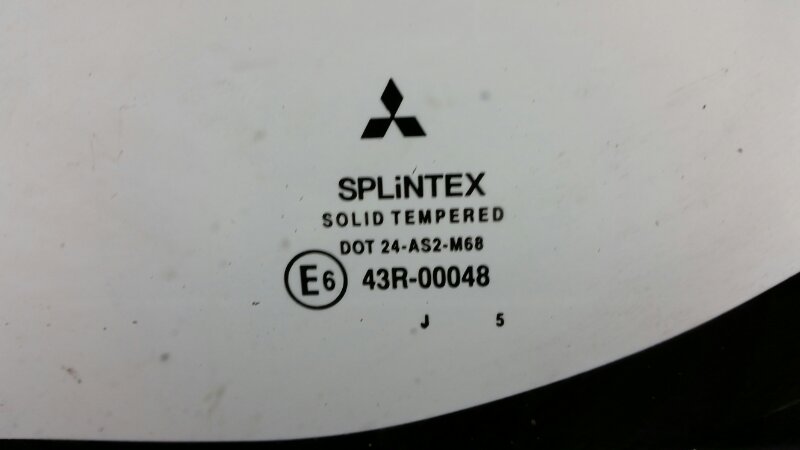 SPLiNTEX
SOLID TEMPERED
DOT 24-AS2-M68
E6 43R-00048
J 5